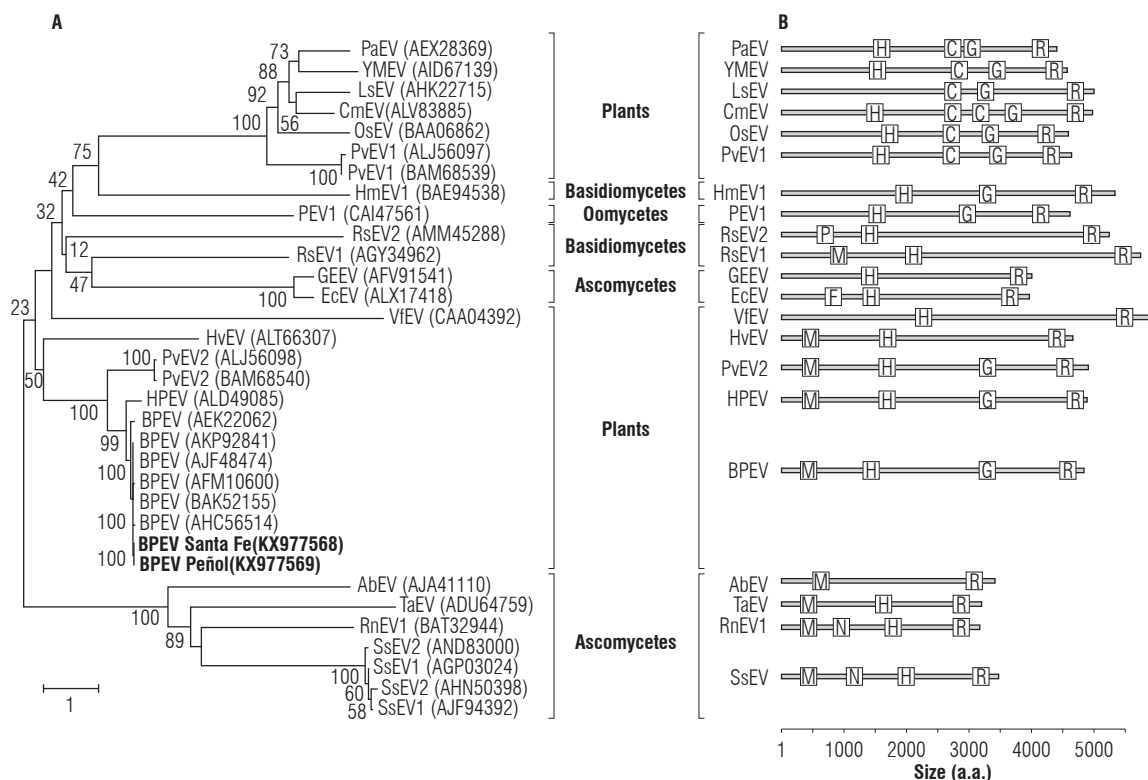 A
73
PaEV (AEX28369)
88
YMEV (AID67139)
92
LsEV (AHK22715)
CmEV(ALV83885)
100
56
OsEV (BAA06862)
PvEV1 (ALJ56097)
75
100
PvEV1 (BAM68539)
42
HmEV1 (BAE94538)
32
PEV1 (CAI47561)
12
RsEV2 (AMM45288)
47
RsEV1 (AGY34962)
GEEV (AFV91541)
23
100
EcEV (ALX17418)
VfEV (CAA04392)
HvEV (ALT66307)
50
100
PvEV2 (ALJ56098)
PvEV2 (BAM68540)
100
HPEV (ALD49085)
99
BPEV (AEK22062)
BPEV (AKP92841)
100
BPEV (AJF48474)
BPEV (AFM10600)
BPEV (BAK52155)
100
BPEV (AHC56514)
BPEV Santa Fe(KX977568)
100
BPEV Peñol(KX977569)
AbEV (AJA41110)
100
TaEV (ADU64759)
89
RnEV1 (BAT32944)
SsEV2 (AND83000)
100
SsEV1 (AGP03024)
60
SsEV2 (AHN50398)
58
SsEV1 (AJF94392)
1
Plants
Basidiomycetes
Oomycetes
Basidiomycetes
Ascomycetes
Plants
Ascomycetes
B
PaEV H C G R
YMEV H C G R
LsEV C G R
CmEV H C C G R
OsEV H C G R
PvEV1 H C G R
HmEV1 H G R
PEV1 H G R
RsEV2 P H R
RsEV1 M H R
GEEV H R
EcEV F H R
VfEV H R
HvEV M H R
PvEV2 M H G R
HPEV M H G R
BPEV M H G R
AbEV M R
TaEV M H R
RnEV1 M N H R
SsEV M N H R
1 1000 2000 3000 4000 5000
Size (a.a.)